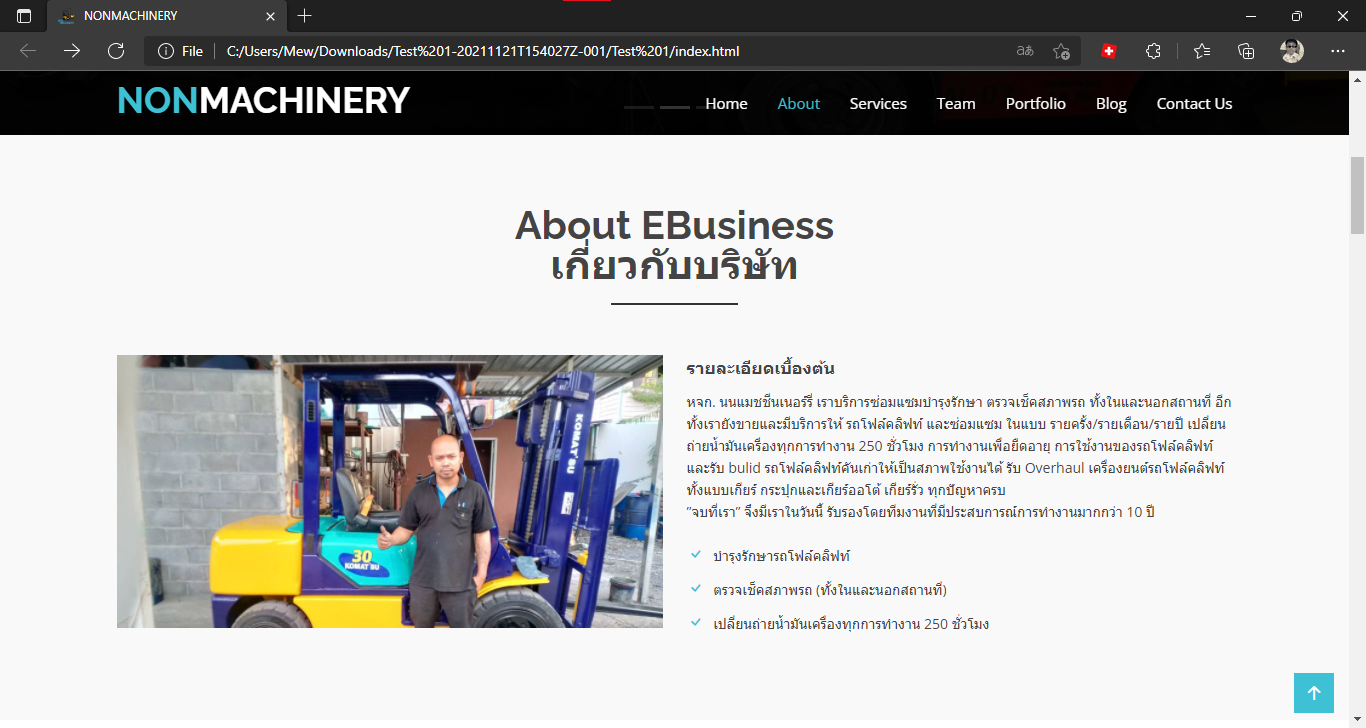 NONMACHINERY
File
C:/Users/Mew/Downloads/Test%201-20211121T154027Z-001/Test%201/index.html
NONMACHINERY
Home
About
Services
Team
Portfolio
Blog
Contact Us
About EBusiness
เกี่ยวกับบริษัท
KOMAT'SU
30
KOMAT'SU
รายละเอียดเบื้องต้น
หจก. นนแมชชีนเนอร์รี่ เราบริการซ่อมแซมบำรุงรักษา ตรวจเช็คสภาพรถ ทั้งในและนอกสถานที่ อีก
ทั้งเรายังขายและมีบริการให้ รถโฟล์คลิฟท์ และซ่อมแซม ในแบบ รายครั้ง/รายเดือน/รายปี เปลี่ยน
ถ่ายน้ำมันเครื่องทุกการทำงาน 250 ชั่วโมง การทำงานเพื่อยืดอายุ การใช้งานของรถโฟล์คลิฟท์
และรับ bulid รถโฟล์คลิฟท์คันเก่าให้เป็นสภาพใช้งานได้ รับ Overhaul เครื่องยนต์รถโฟล์คลิฟท์
ทั้งแบบเกียร์ กระปุกและเกียร์ออโต้ เกียร์รั่ว ทุกปัญหาครบ
"จบที่เรา" จึงมีเราในวันนี้ รับรองโดยทีมงานที่มีประสบการณ์การทำงานมากกว่า 10 ปี
บำรุงรักษารถโฟล์คลิฟท์
ตรวจเช็คสภาพรถ (ทั้งในและนอกสถานที่)
เปลี่ยนถ่ายน้ำมันเครื่องทุกการทำงาน 250 ชั่วโมง